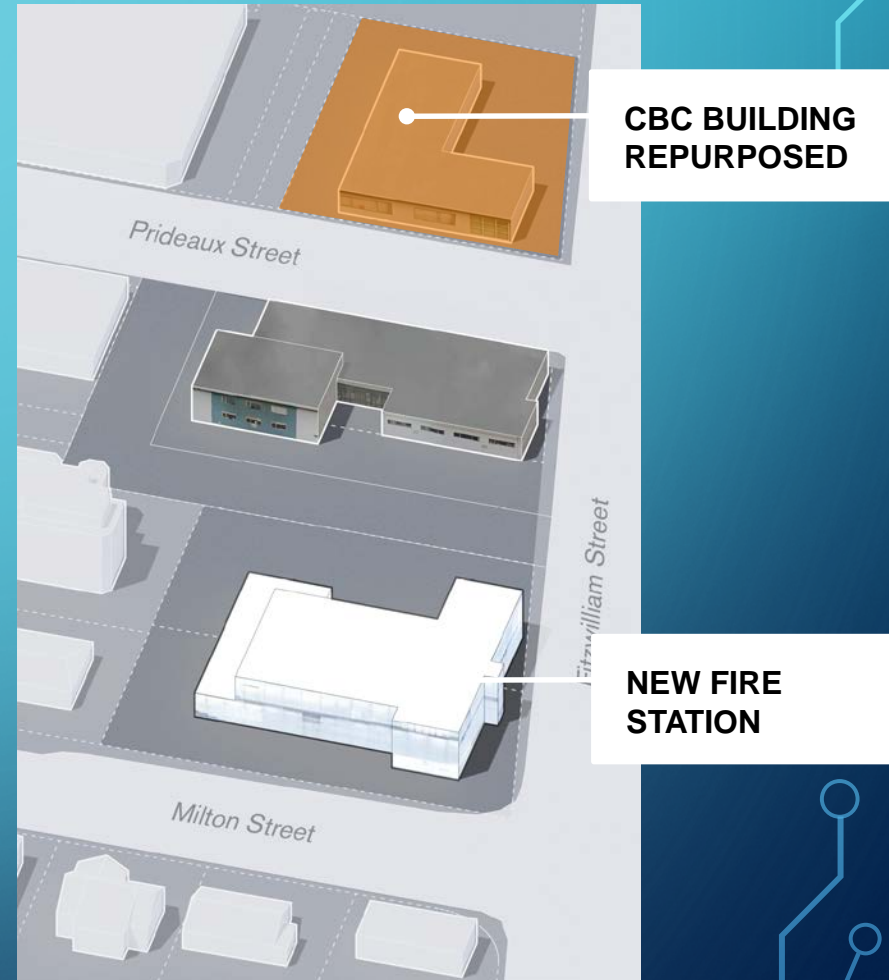 CBC BUILDING
REPURPOSED
Prideaux Street
Fitzwilliam Street
NEW FIRE
STATION
Milton Street